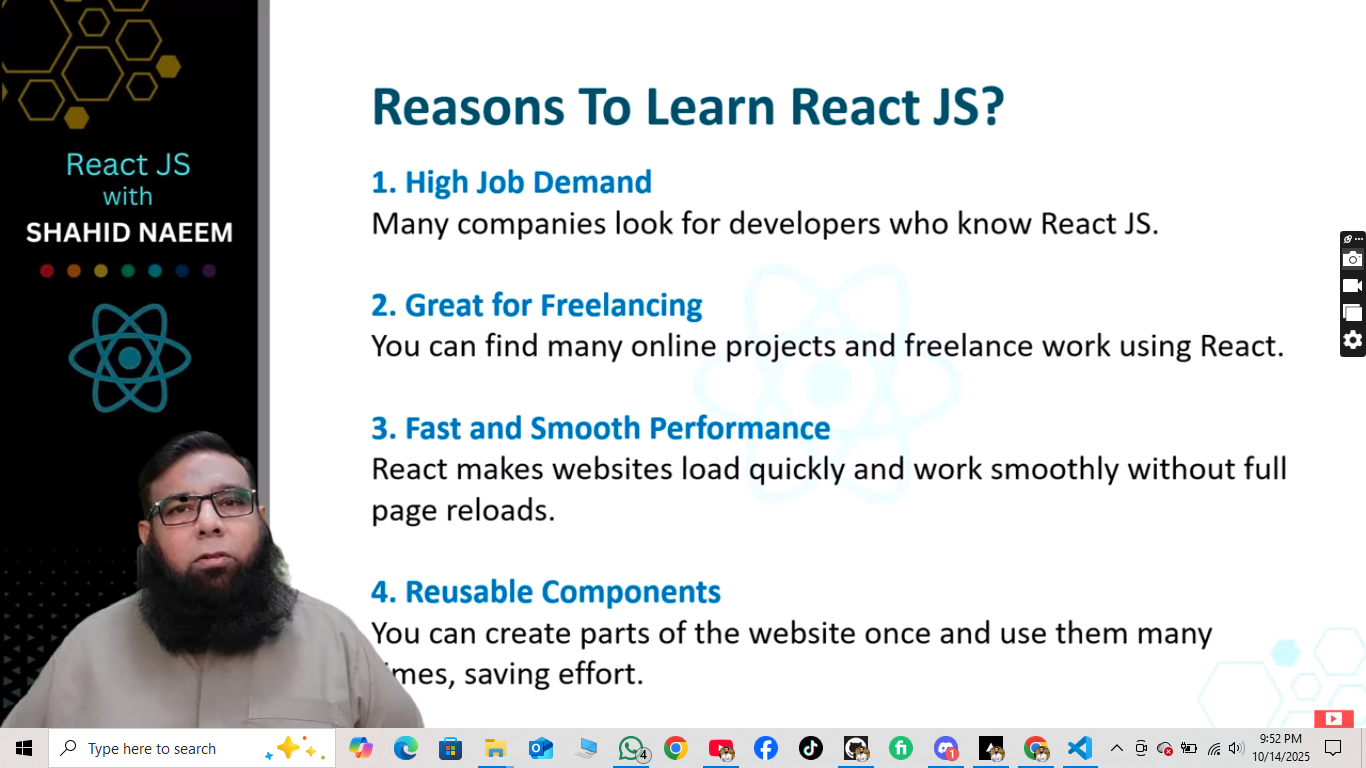 Reasons To Learn React JS?
1. High Job Demand
Many companies look for developers who know React JS.
2. Great for Freelancing
You can find many online projects and freelance work using React.
3. Fast and Smooth Performance
React makes websites load quickly and work smoothly without full
page reloads.
4. Reusable Components
You can create parts of the website once and use them many
mes, saving effort.
React JS
with
SHAHID NAEEM
Type here to search
4
1
9:52 PM
10/14/2025